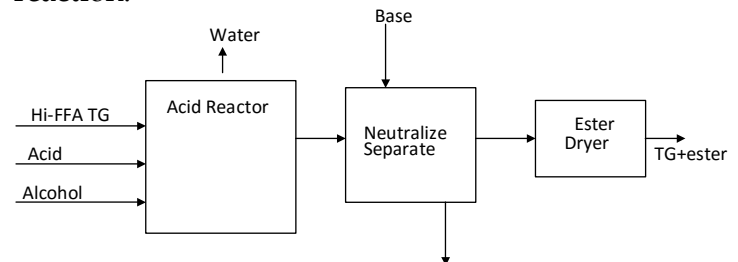 reaction.
Water
Base
Hi-FFA TG
Acid Reactor
Acid
Alcohol
Neutralize
Separate
Ester
Dryer
TG+ester